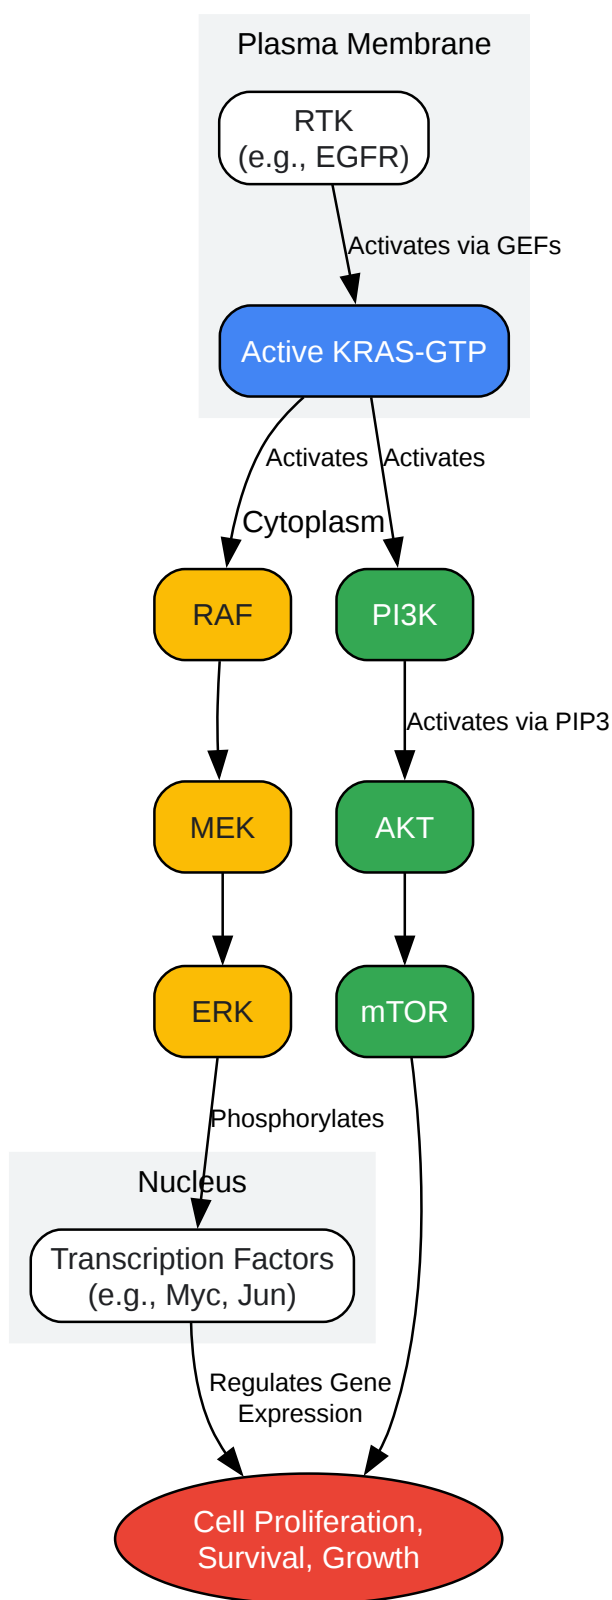 Plasma Membrane
RTK
(e.g., EGFR)
Activates via GEFs
Active KRAS-GTP
Activates
Activates
Cytoplasm
RAF
PI3K
Activates via PIP3
MEK
AKT
ERK
mTOR
Phosphorylates
Nucleus
Transcription Factors
(e.g., Myc, Jun)
Regulates Gene
Expression
Cell Proliferation,
Survival, Growth